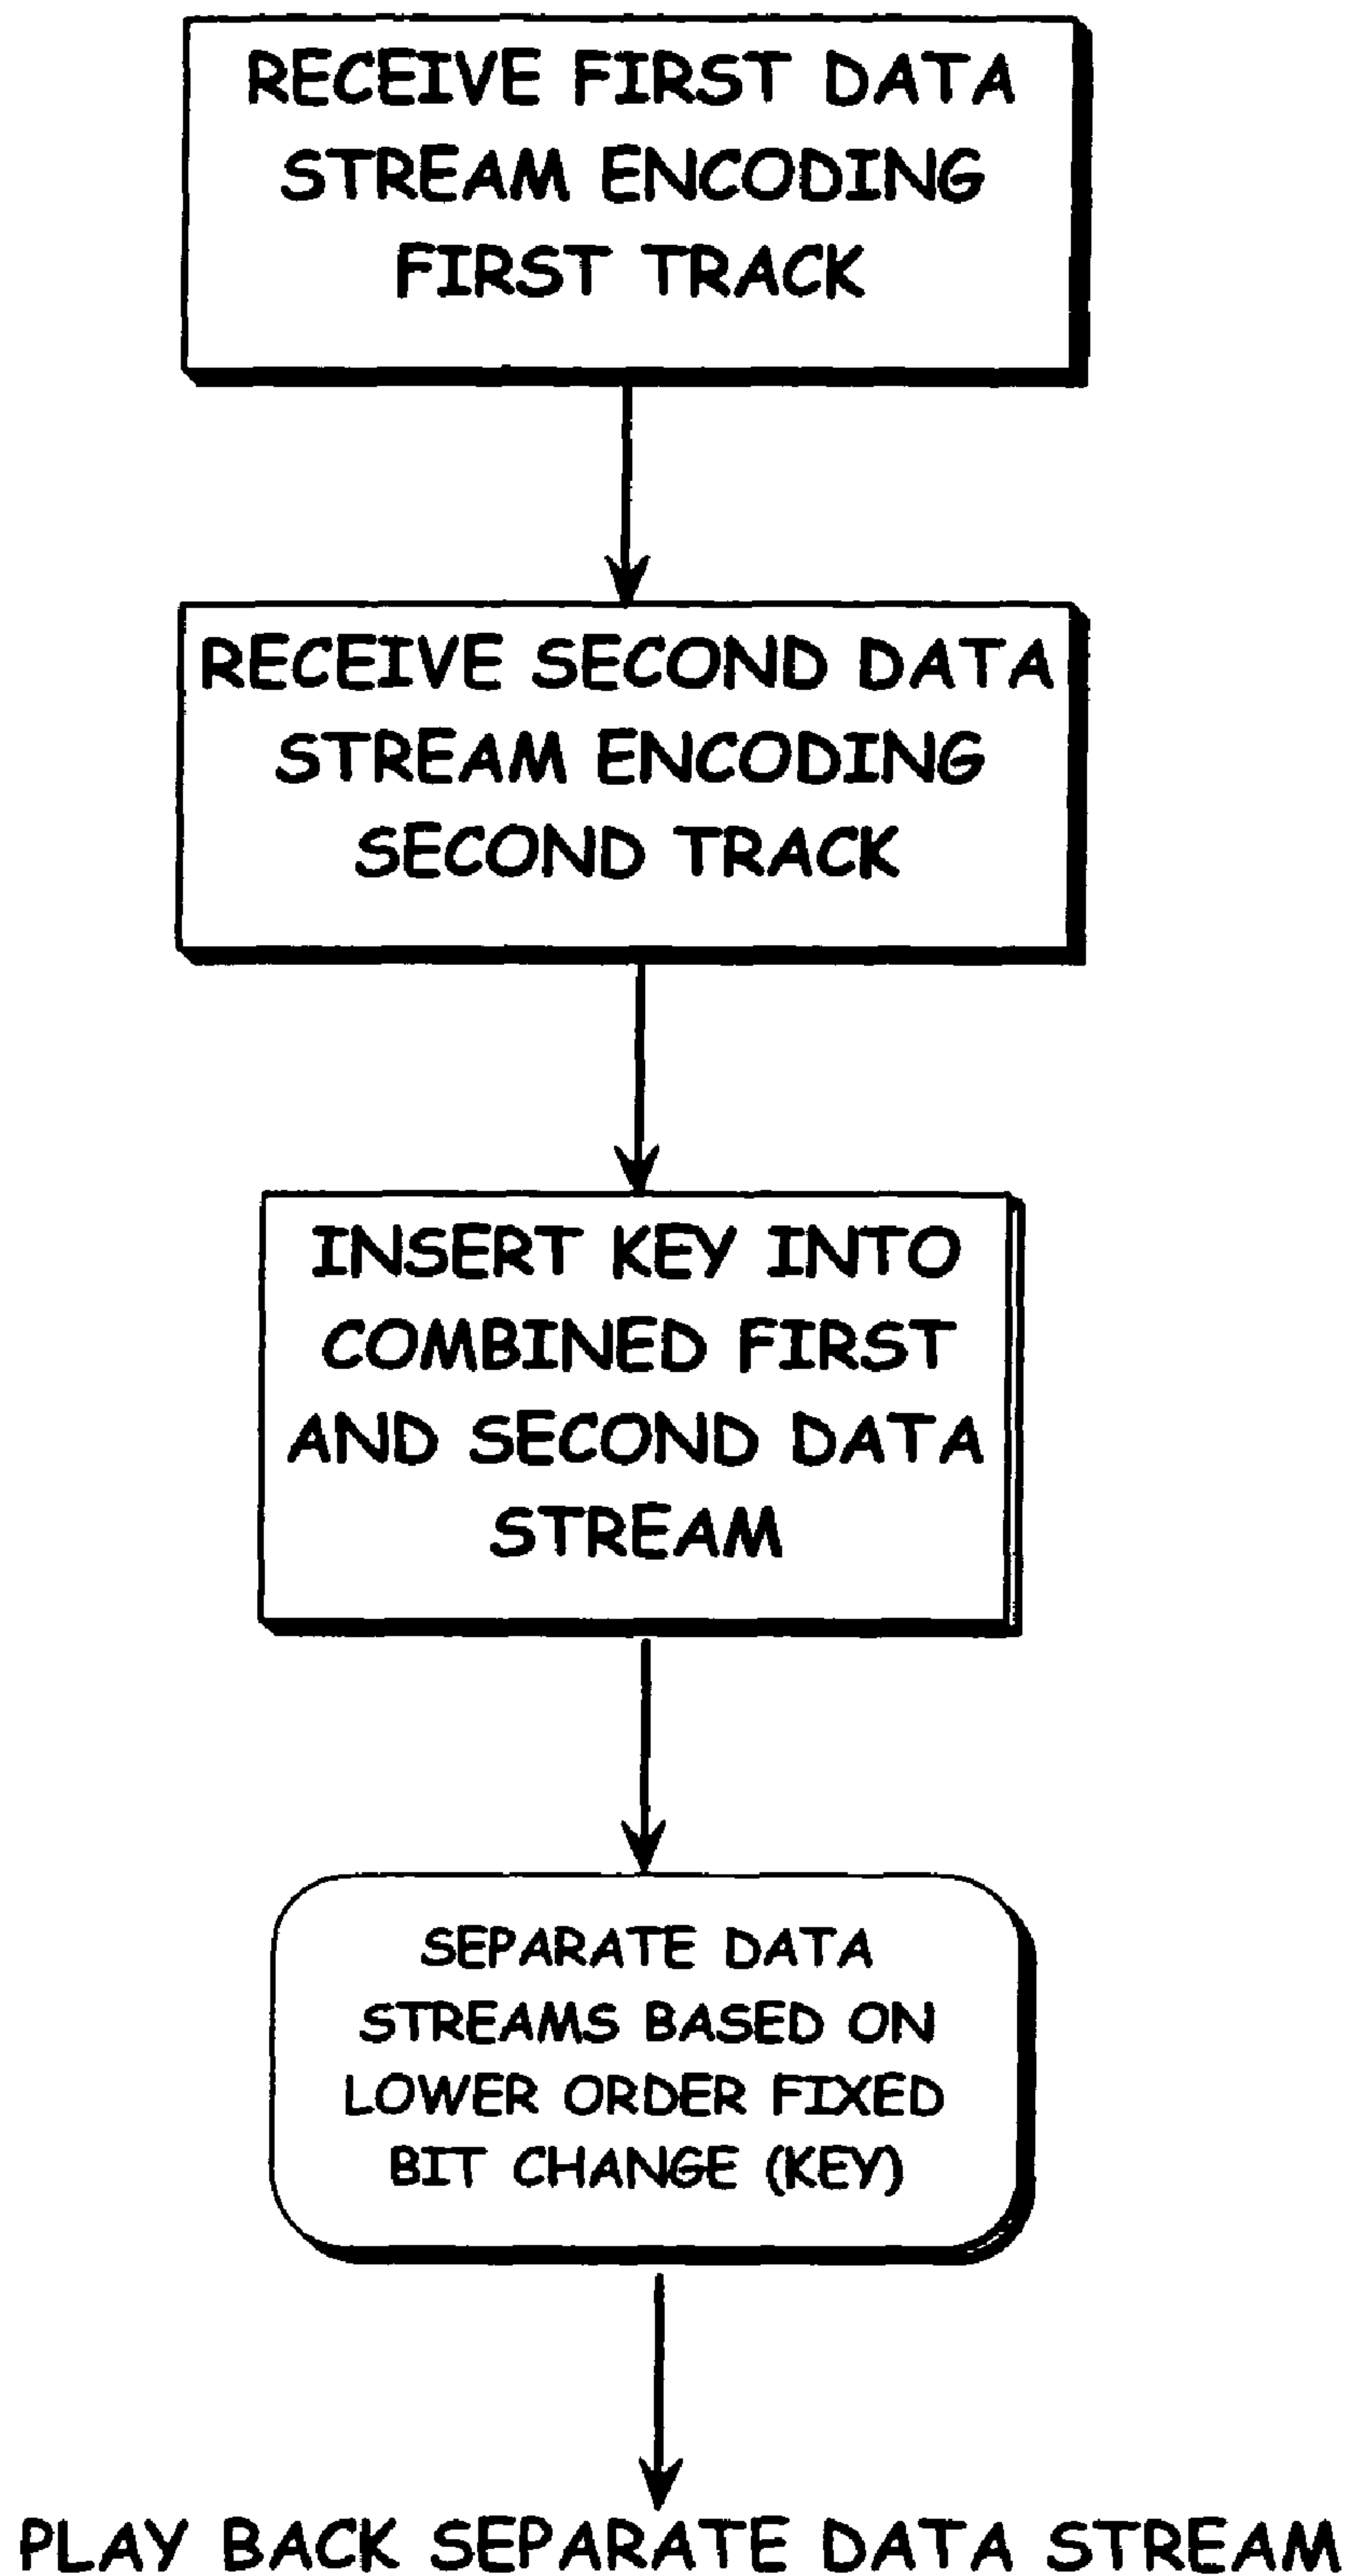 RECEIVE FIRST DATA
STREAM ENCODING
FIRST TRACK
RECEIVE SECOND DATA
STREAM ENCODING
SECOND TRACK
INSERT KEY INTO
COMBINED FIRST
AND SECOND DATA
STREAM
SEPARATE DATA
STREAMS BASED ON
LOWER ORDER FIXED
BIT CHANGE (KEY)
PLAY BACK SEPARATE DATA STREAM